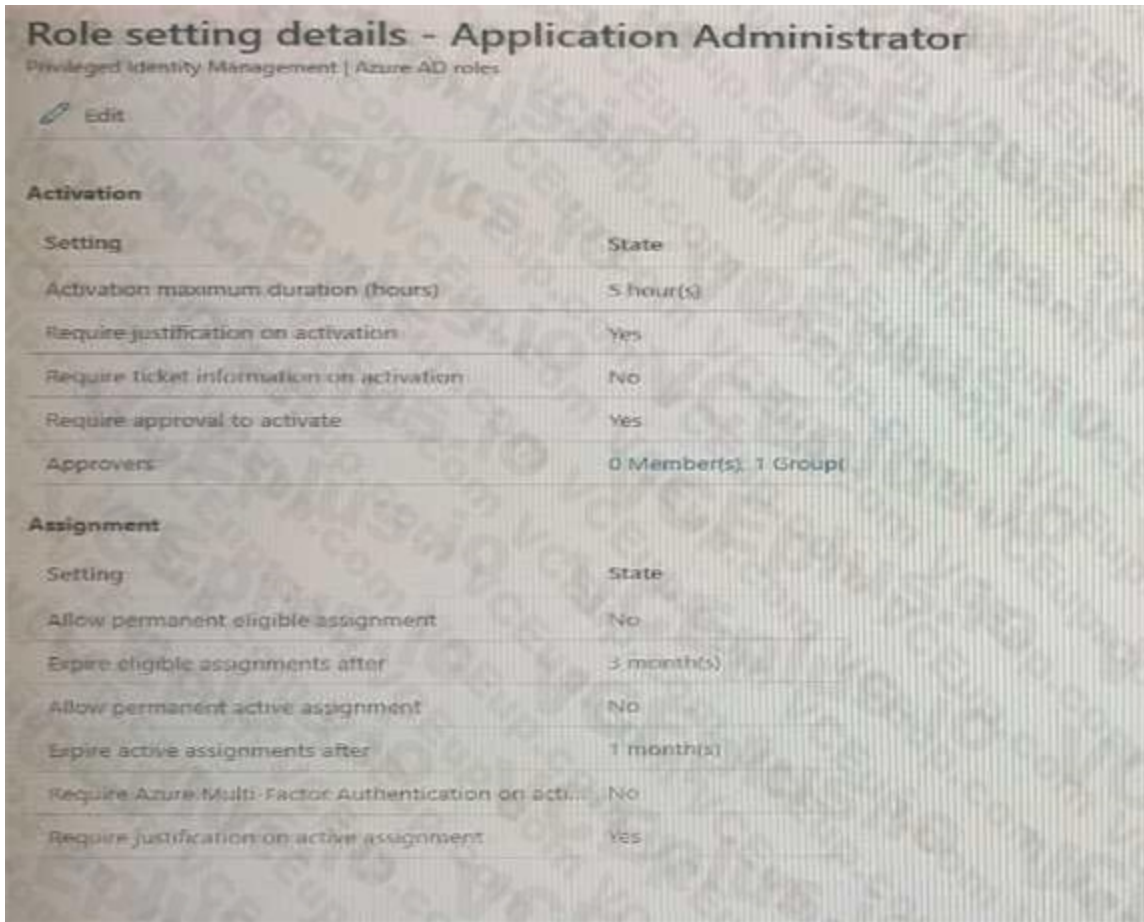 Role setting details - Application Administrator
Privileged Identity Management | Azure AD roles
Edit
Activation
Setting State
Activation maximum duration (hours) 5 hour(s)
Require justification on activation Yes
Require ticket information on activation No
Require approval to activate Yes
Approvers 0 Member(s), 1 Group(
Assignment
Setting State
Allow permanent eligible assignment No
Expire eligible assignments after 3 month(s)
Allow permanent active assignment No
Expire active assignments after 1 month(s)
Require Azure Multi-Factor Authentication on acti... No
Require justification on active assignment Yes